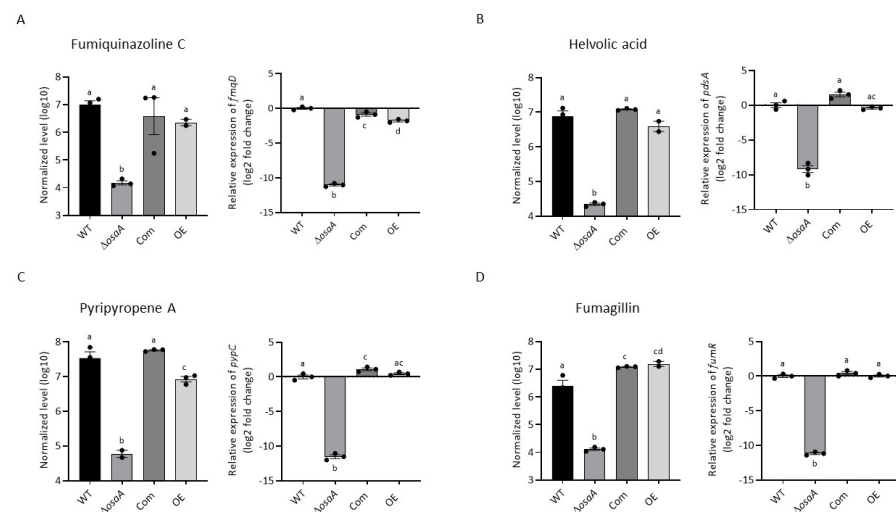 A
Fumiquinazoline C
Normalized level (log10)
8
7
6
5
4
3
a
b
a
a
WT
ΔosaA
Com
OE
Relative expression of fmqD
(log2 fold change)
5
0
-5
-10
-15
a
b
c
d
WT
ΔosaA
Com
OE
B
Helvolic acid
Normalized level (log10)
8
7
6
5
4
a
b
a
a
WT
ΔosaA
Com
OE
Relative expression of pdsA
(log2 fold change)
5
0
-5
-10
-15
a
b
a
ac
WT
ΔosaA
Com
OE
C
Pyripyropene A
Normalized level (log10)
8
7
6
5
4
a
b
a
c
WT
ΔosaA
Com
OE
Relative expression of pypC
(log2 fold change)
5
0
-5
-10
-15
a
b
c
ac
WT
ΔosaA
Com
OE
D
Fumagillin
Normalized level (log10)
8
7
6
5
4
3
a
b
c
cd
WT
ΔosaA
Com
OE
Relative expression of fumR
(log2 fold change)
5
0
-5
-10
-15
a
b
a
a
WT
ΔosaA
Com
OE